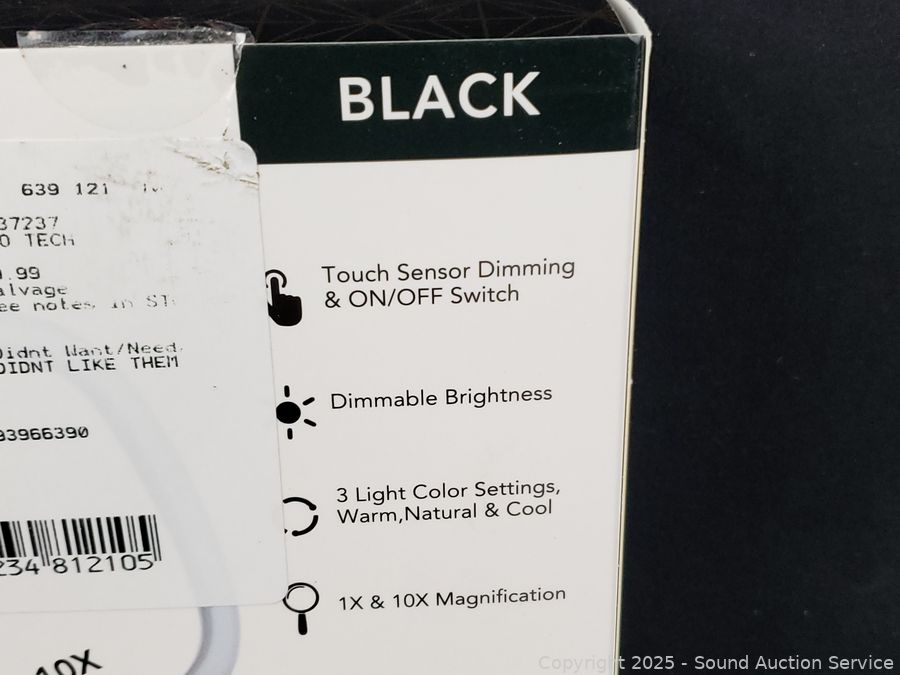 BLACK
639 121
37237
O TECH
.99
alvage
ee notes in ST
Didnt Want/Need
DIDNT LIKE THEM
93966390
234 812105
10X
Touch Sensor Dimming
& ON/OFF Switch
Dimmable Brightness
3 Light Color Settings,
Warm,Natural & Cool
1X & 10X Magnification
Copyright 2025 - Sound Auction Service